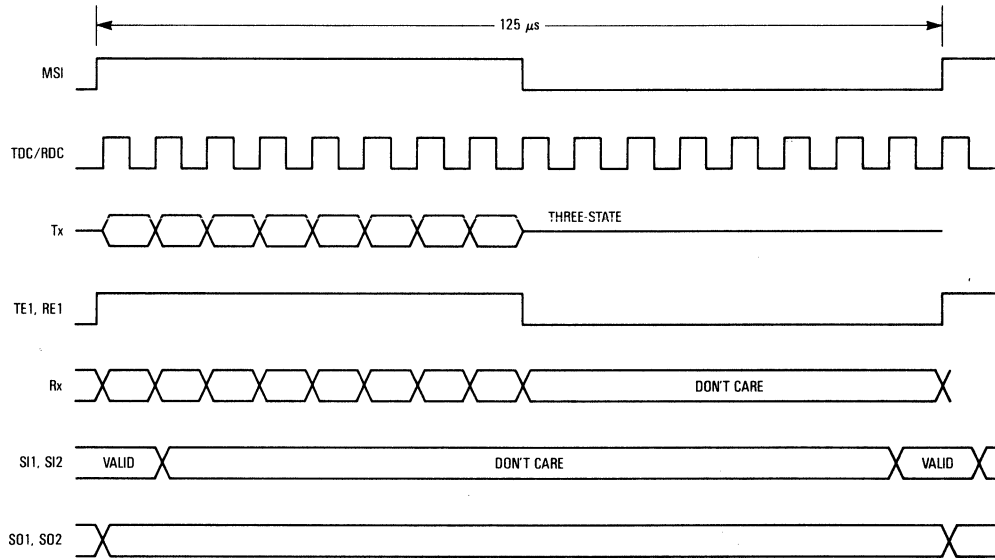 125 μs
MSI
TDC/RDC
Tx
THREE-STATE
TE1, RE1
Rx
DON'T CARE
SI1, SI2
VALID
DON'T CARE
VALID
SO1, SO2